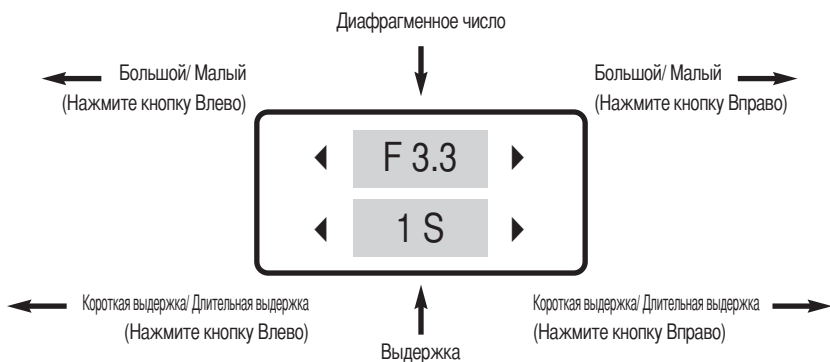 Диафрагменное число
Большой/ Малый
(Нажмите кнопку Влево)
Большой/ Малый
(Нажмите кнопку Вправо)
F 3.3
1 S
Короткая выдержка/ Длительная выдержка
(Нажмите кнопку Влево)
Короткая выдержка/ Длительная выдержка
(Нажмите кнопку Вправо)
Выдержка